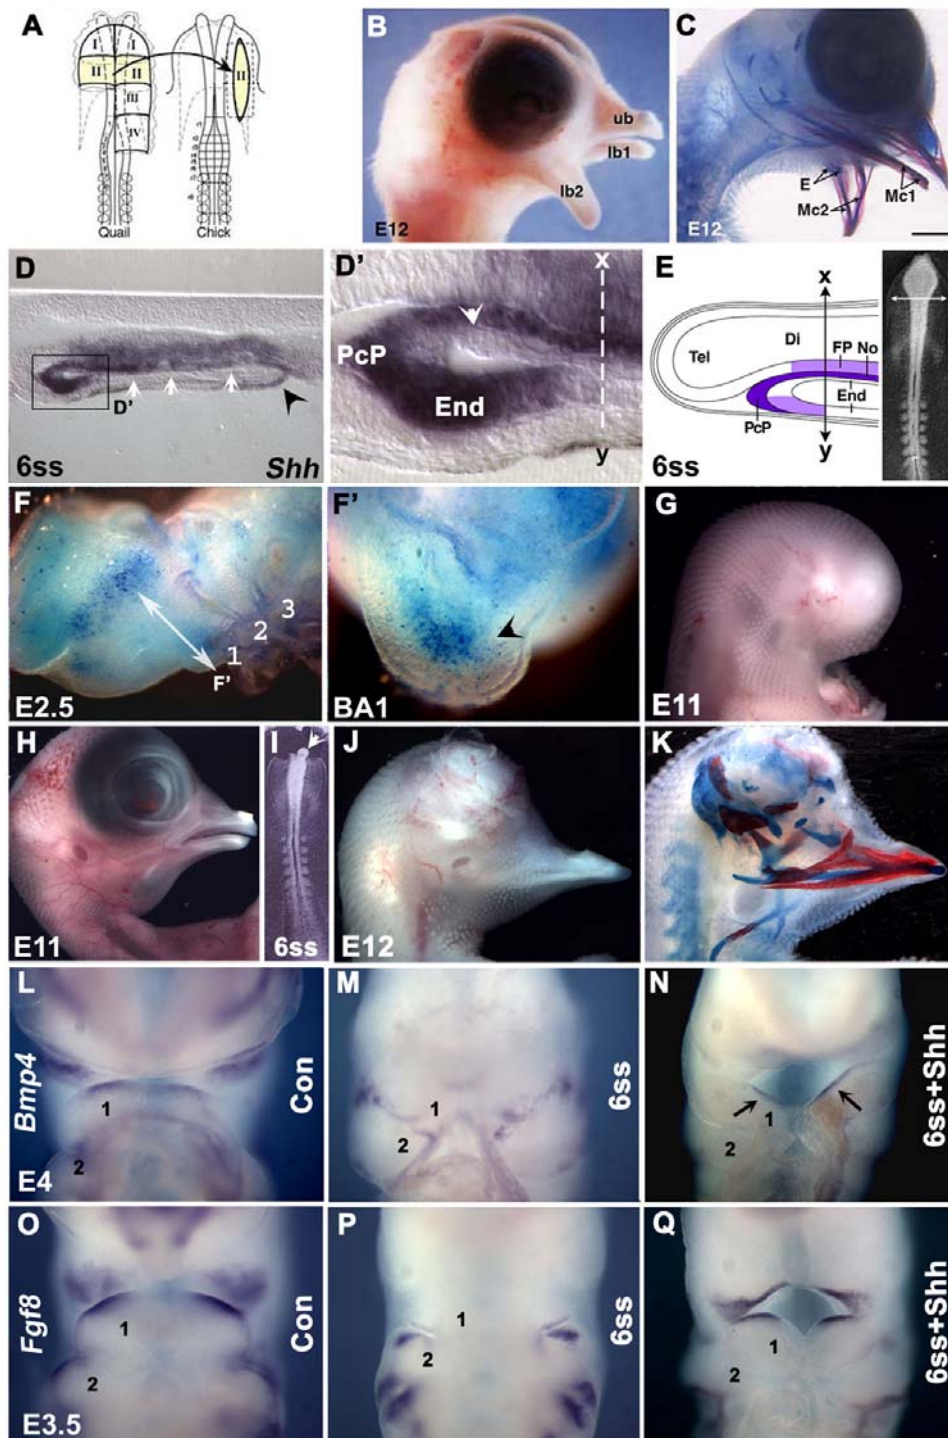 A
I I
II II
III
IV
II
Quail Chick
B
ub
lb1
lb2
E12
C
E
Mc2
Mc1
E12
D
D'
6ss
Shh
D'
x
PcP
End
y
E
x
Tel
Di
FP
No
End
PcP
y
6ss
F
1
2
3
F'
E2.5
F'
BA1
G
E11
H
E11
I
6ss
J
E12
K
L
Bmp4
1
2
E4
Con
M
1
2
6ss
N
1
2
6ss+Shh
O
Fgf8
1
2
E3.5
Con
P
1
2
6ss
Q
1
2
6ss+Shh